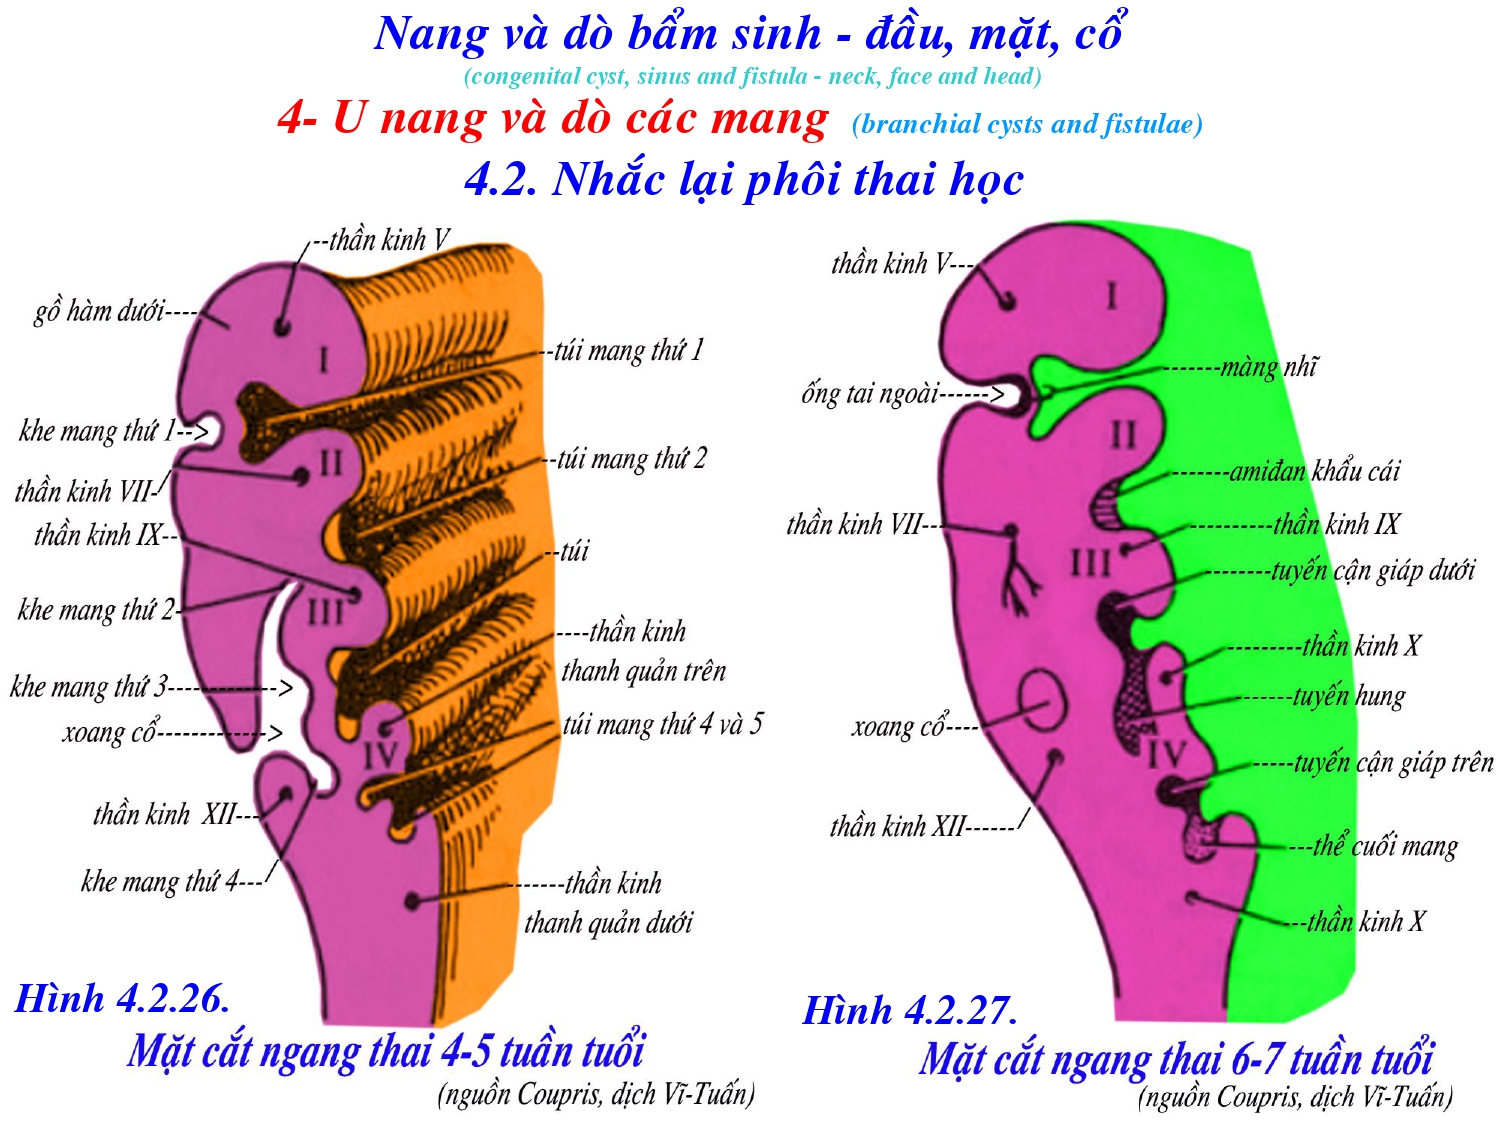 Nang và dò bẩm sinh - đầu, mặt, cổ
(congenital cyst, sinus and fistula - neck, face and head)
4- U nang và dò các mang (branchial cysts and fistulae)
4.2. Nhắc lại phôi thai học
--thần kinh V
gồ hàm dưới----
I
--túi mang thứ 1
khe mang thứ 1-->
II
--túi mang thứ 2
thần kinh VII-
thần kinh IX--
--túi
khe mang thứ 2-
III
----thần kinh
thanh quản trên
khe mang thứ 3------------->
xoang cổ------------->
túi mang thứ 4 và 5
IV
thần kinh XII---
khe mang thứ 4---
-------thần kinh
thanh quản dưới
Hình 4.2.26.
Mặt cắt ngang thai 4-5 tuần tuổi
(nguồn Coupris, dịch Vĩ-Tuấn)
thần kinh V---
I
-------màng nhĩ
ống tai ngoài------>
II
-------amiđan khẩu cái
thần kinh VII---
----------thần kinh IX
III
--------tuyến cận giáp dưới
---------thần kinh X
-------tuyến hung
xoang cổ----
IV
-----tuyến cận giáp trên
thần kinh XII------
---thể cuối mang
---thần kinh X
Hình 4.2.27.
Mặt cắt ngang thai 6-7 tuần tuổi
(nguồn Coupris, dịch Vĩ-Tuấn)